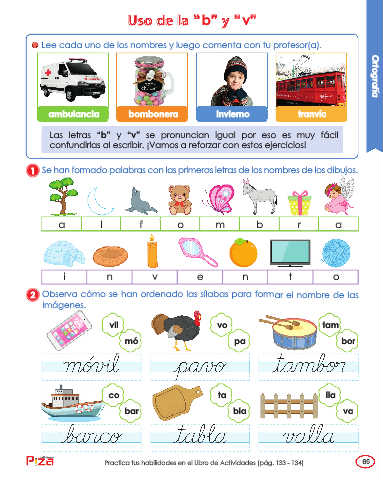 Uso de la "b" y "v"
Lee cada uno de los nombres y luego comenta con tu profesor(a).
ambulancia bombonera invierno tranvía
Las letras "b" y "v" se pronuncian igual por eso es muy fácil
confundirlas al escribir. ¡Vamos a reforzar con estos ejercicios!
Ortografía
1 Se han formado palabras con las primeras letras de los nombres de los dibujos.
a l f o m b r a
i n v e n t o
2 Observa cómo se han ordenado las sílabas para formar el nombre de las
imágenes.
vil vo tam
mó pa bor
móvil pavo tambor
co ta lla
bar bla va
barco tabla valla
Piza
Practica tus habilidades en el Libro de Actividades (pág. 133 - 134)